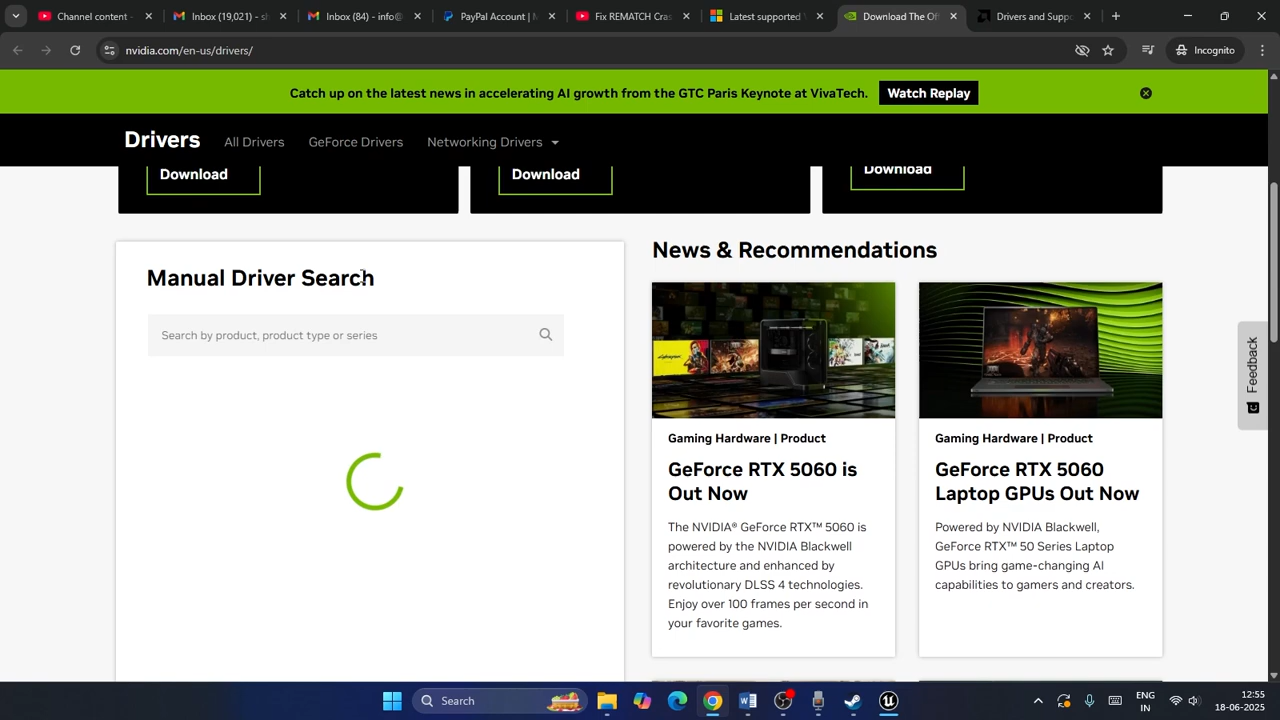 Channel content -
Inbox (19,021) - sh
Inbox (84) - info@
PayPal Account | M
Fix REMATCH Cras
Latest supported V
Download The Off
Drivers and Suppo
nvidia.com/en-us/drivers/
Incognito
Catch up on the latest news in accelerating AI growth from the GTC Paris Keynote at VivaTech.
Watch Replay
Drivers
All Drivers
GeForce Drivers
Networking Drivers
Download
Download
Download
Manual Driver Search
Search by product, product type or series
News & Recommendations
Gaming Hardware | Product
GeForce RTX 5060 is
Out Now
The NVIDIA® GeForce RTX™ 5060 is
powered by the NVIDIA Blackwell
architecture and enhanced by
revolutionary DLSS 4 technologies.
Enjoy over 100 frames per second in
your favorite games.
Gaming Hardware | Product
GeForce RTX 5060
Laptop GPUs Out Now
Powered by NVIDIA Blackwell,
GeForce RTX™ 50 Series Laptop
GPUs bring game-changing AI
capabilities to gamers and creators.
Feedback
Search
ENG
IN
12:55
18-06-2025